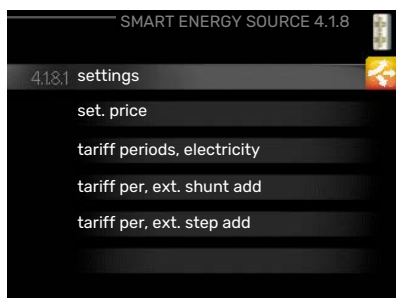 SMART ENERGY SOURCE 4.1.8
4.1.8.1 settings
set. price
tariff periods, electricity
tariff per, ext. shunt add
tariff per, ext. step add